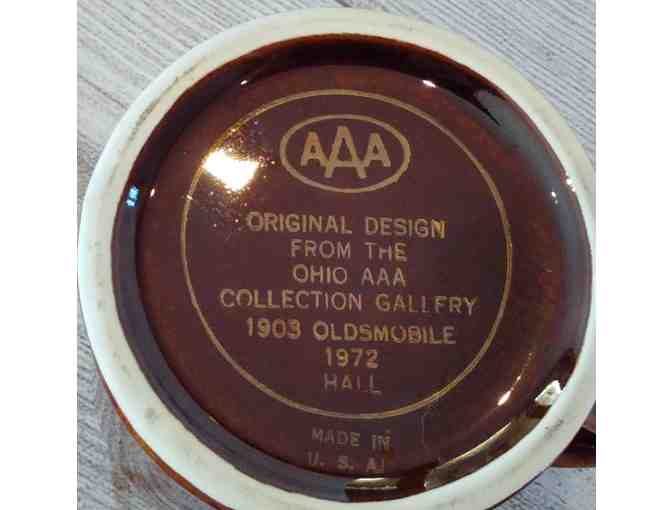 AAA
ORIGINAL DESIGN
FROM THE
OHIO AAA
COLLECTION GALLERY
1903 OLDSMOBILE
1972
HALL
MADE IN
U. S. A.